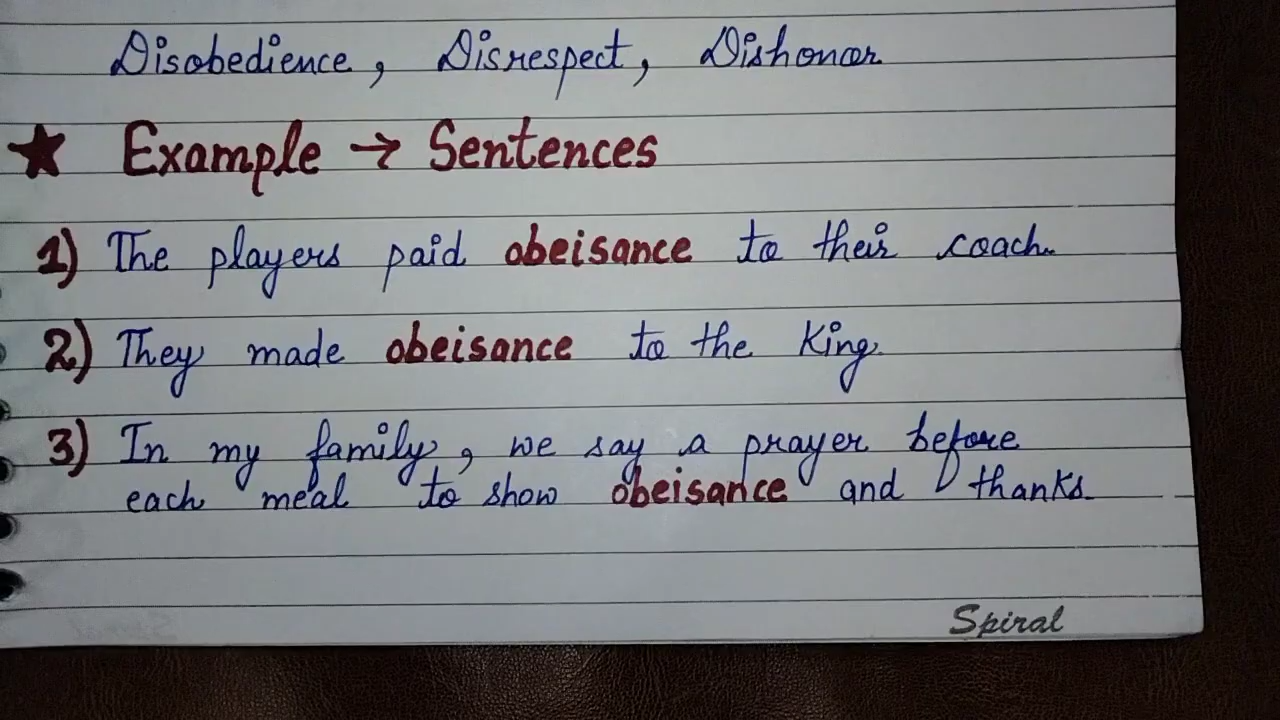 Disobedience, Disrespect, Dishonor
★ Example → Sentences
1) The players paid obeisance to their coach.
2) They made obeisance to the King.
3) In my family, we say a prayer before
each meal to show obeisance and thanks
Spiral